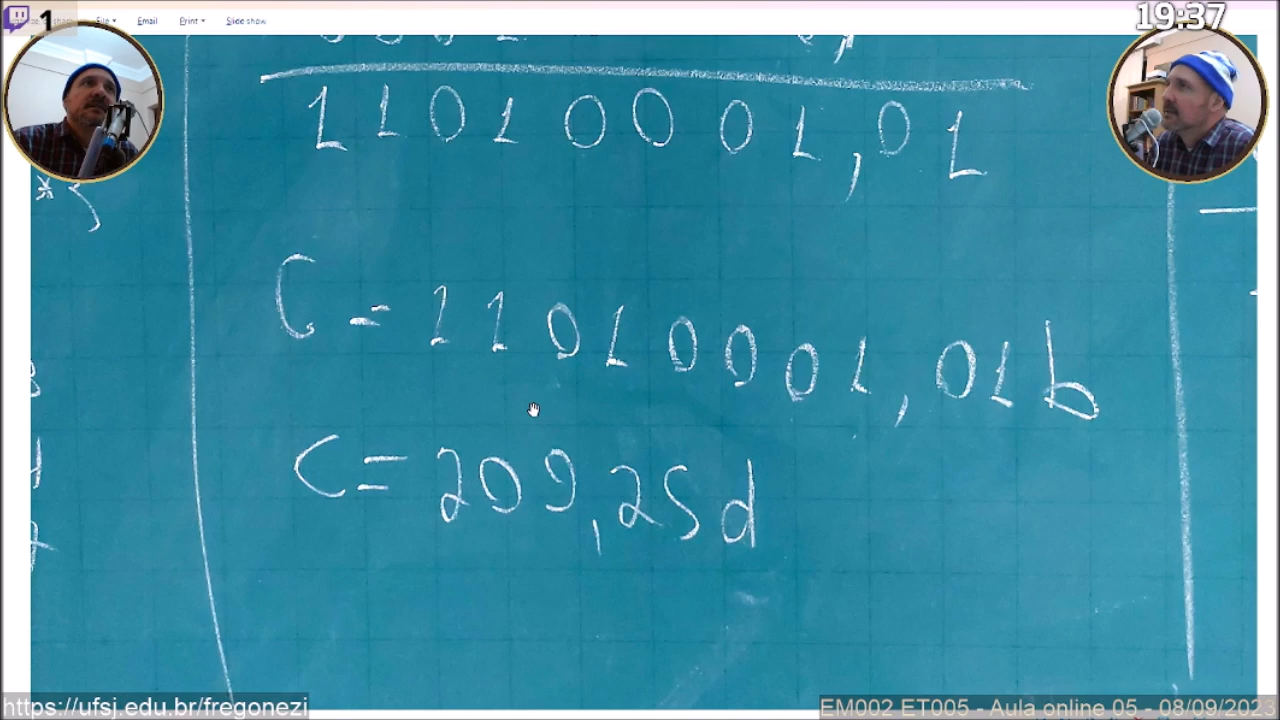 1
File Email Print Slide show
19:37
11010001,01
C = 11010001,01b
C = 209,25d
https://ufsj.edu.br/fregonezi
EM002 ET005 - Aula online 05 - 08/09/2023